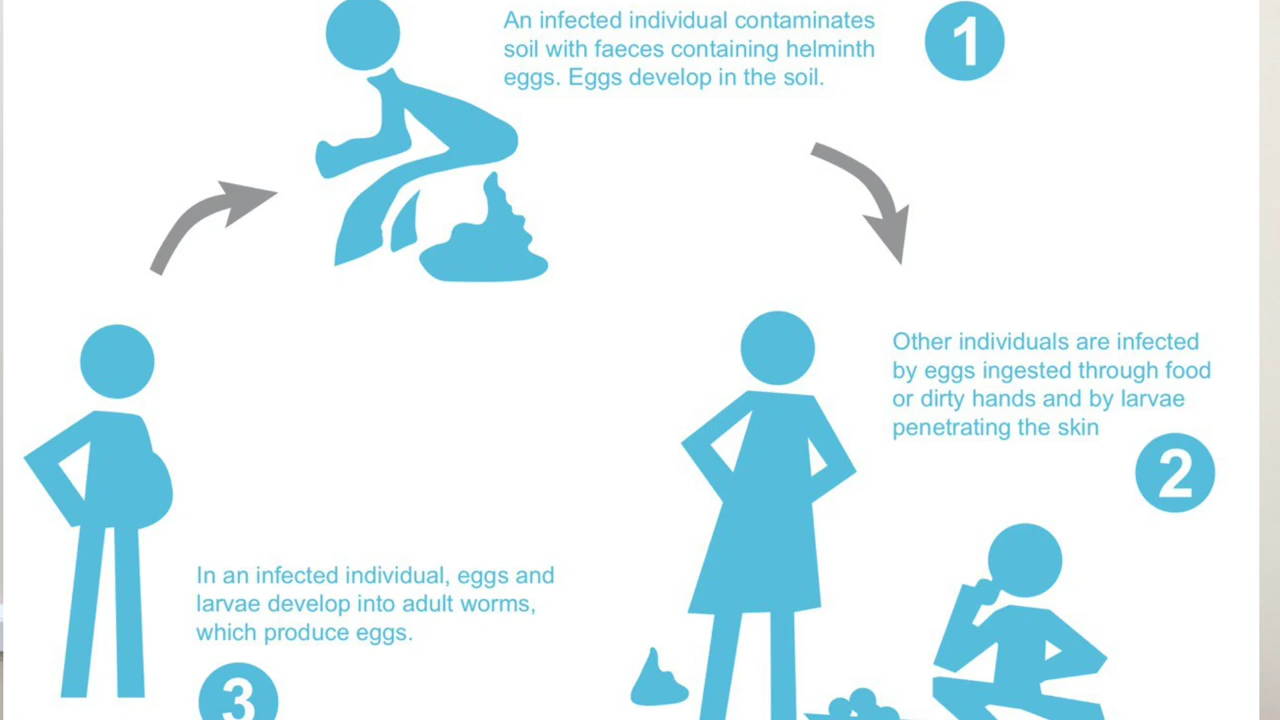 An infected individual contaminates
soil with faeces containing helminth
eggs. Eggs develop in the soil.
1
Other individuals are infected
by eggs ingested through food
or dirty hands and by larvae
penetrating the skin
2
In an infected individual, eggs and
larvae develop into adult worms,
which produce eggs.
3